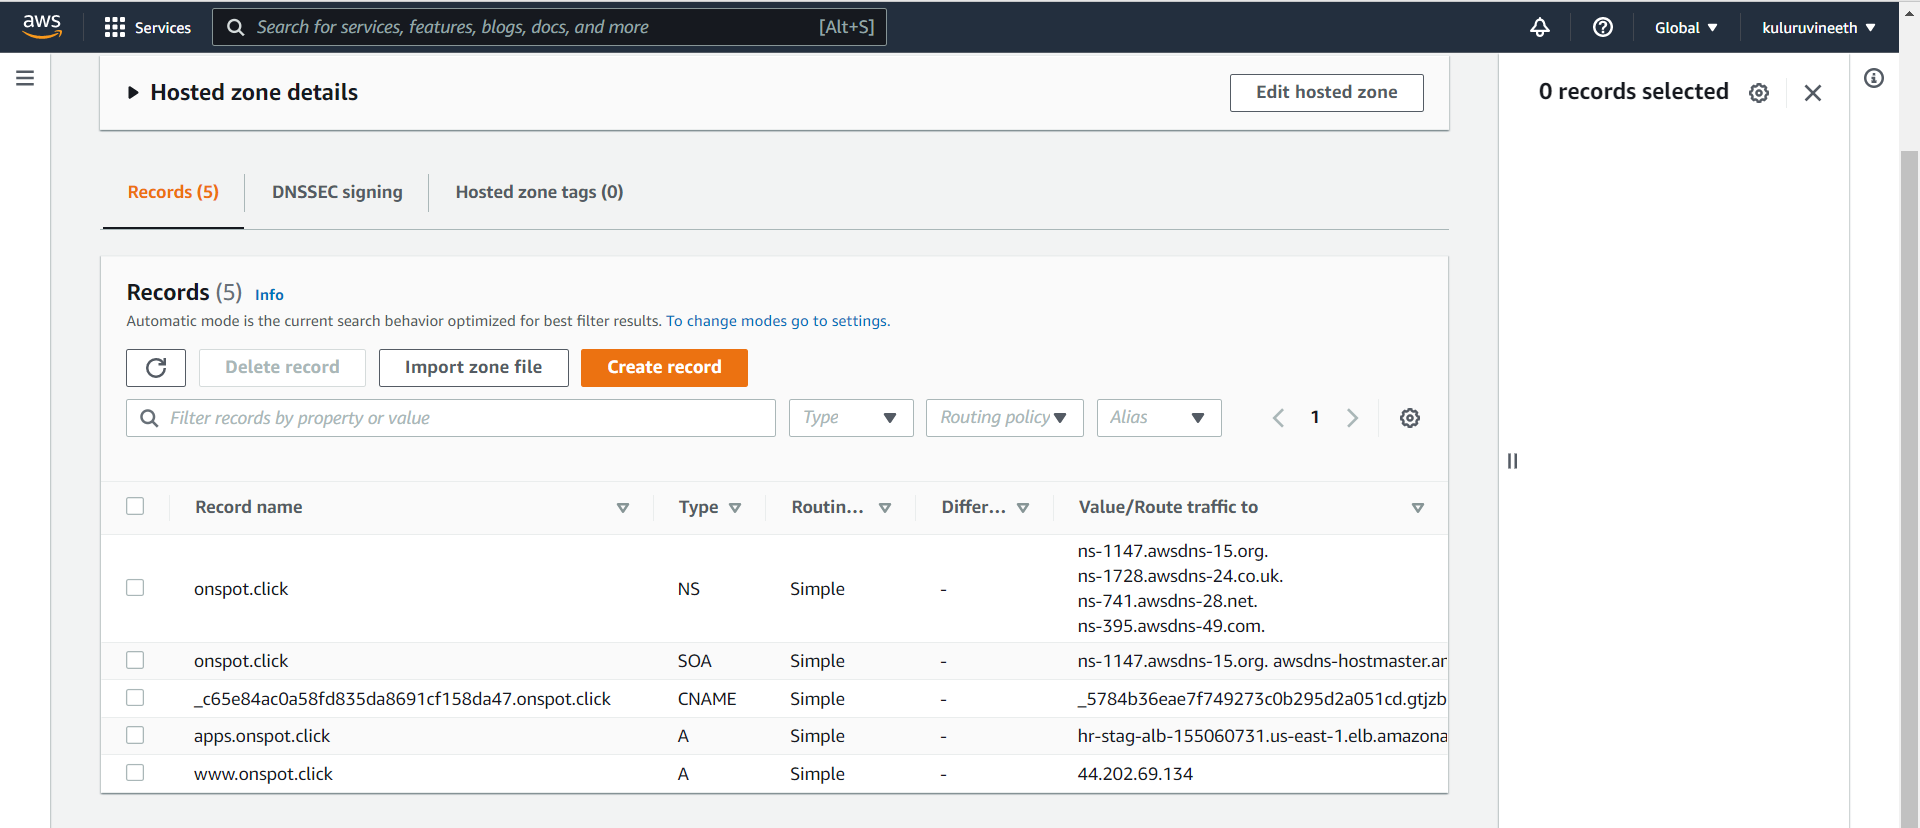 aws
Services
Search for services, features, blogs, docs, and more
[Alt+S]
Global
kuluruvineeth
Hosted zone details
Edit hosted zone
0 records selected
Records (5)
DNSSEC signing
Hosted zone tags (0)
Records (5) Info
Automatic mode is the current search behavior optimized for best filter results. To change modes go to settings.
Delete record
Import zone file
Create record
Filter records by property or value
Type
Routing policy
Alias
1
Record name
Type
Routin...
Differ...
Value/Route traffic to
onspot.click
NS
Simple
-
ns-1147.awsdns-15.org.
ns-1728.awsdns-24.co.uk.
ns-741.awsdns-28.net.
ns-395.awsdns-49.com.
onspot.click
SOA
Simple
-
ns-1147.awsdns-15.org. awsdns-hostmaster.am
_c65e84ac0a58fd835da8691cf158da47.onspot.click
CNAME
Simple
-
_5784b36eae7f749273c0b295d2a051cd.gtjzb
apps.onspot.click
A
Simple
-
hr-stag-alb-155060731.us-east-1.elb.amazona
www.onspot.click
A
Simple
-
44.202.69.134